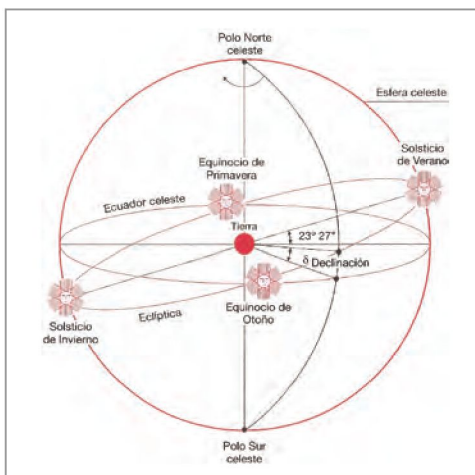 Polo Norte
celeste
Esfera celeste
Solsticio
de Verano
Equinocio de
Primavera
Ecuador celeste
Tierra
23° 27"
δ Declinación
Equinocio de
Otoño
Eclíptica
Solsticio
de Invierno
Polo Sur
celeste